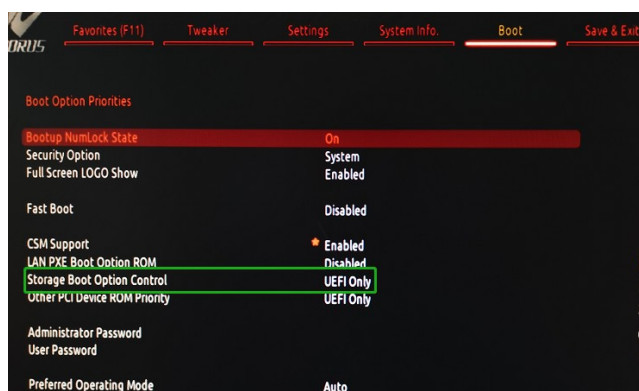 Favorites (F11) Tweaker Settings System Info. Boot Save & Exit
ORUS
Boot Option Priorities
Bootup NumLock State On
Security Option System
Full Screen LOGO Show Enabled
Fast Boot Disabled
CSM Support Enabled
LAN PXE Boot Option ROM Disabled
Storage Boot Option Control UEFI Only
Other PCI Device ROM Priority UEFI Only
Administrator Password
User Password
Preferred Operating Mode Auto